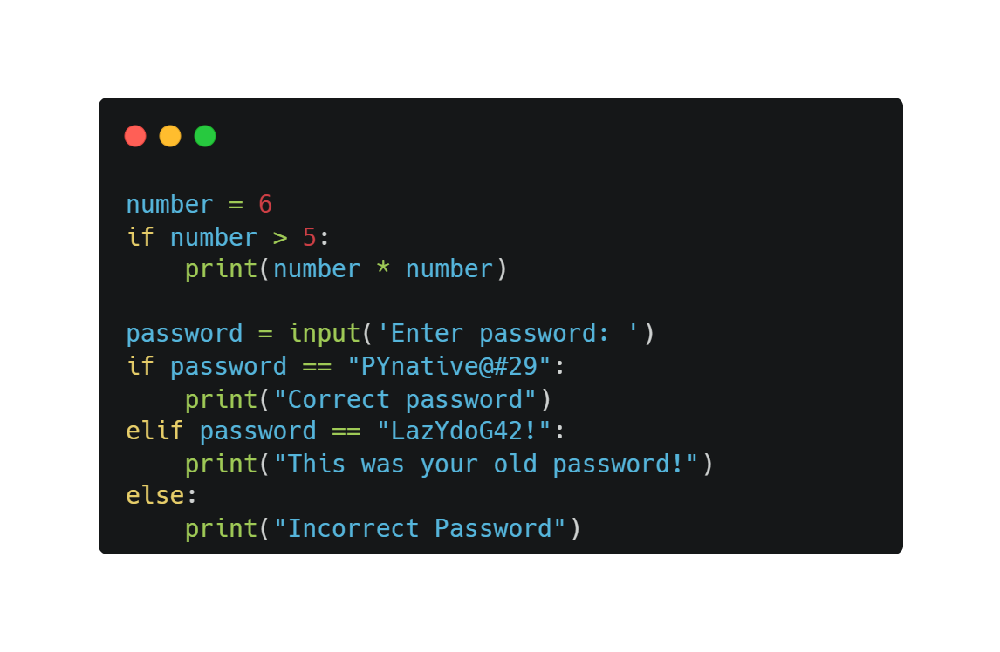 number = 6
if number > 5:
    print(number * number)

password = input('Enter password: ')
if password == "PYnative@#29":
    print("Correct password")
elif password == "LazYdoG42!":
    print("This was your old password!")
else:
    print("Incorrect Password")